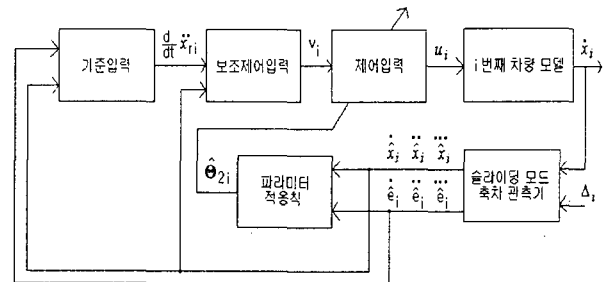 기준입력
d/dt ẍ_ri
보조제어입력
v_i
제어입력
u_i
i 번째 차량 모델
ẋ_i
Θ̂_2i
파라미터
적응칙
x̂̇_i x̂̈_i x̂⃛_i
ê̇_i ê̈_i ê⃛_i
슬라이딩 모드
축차 관측기
Δ_i